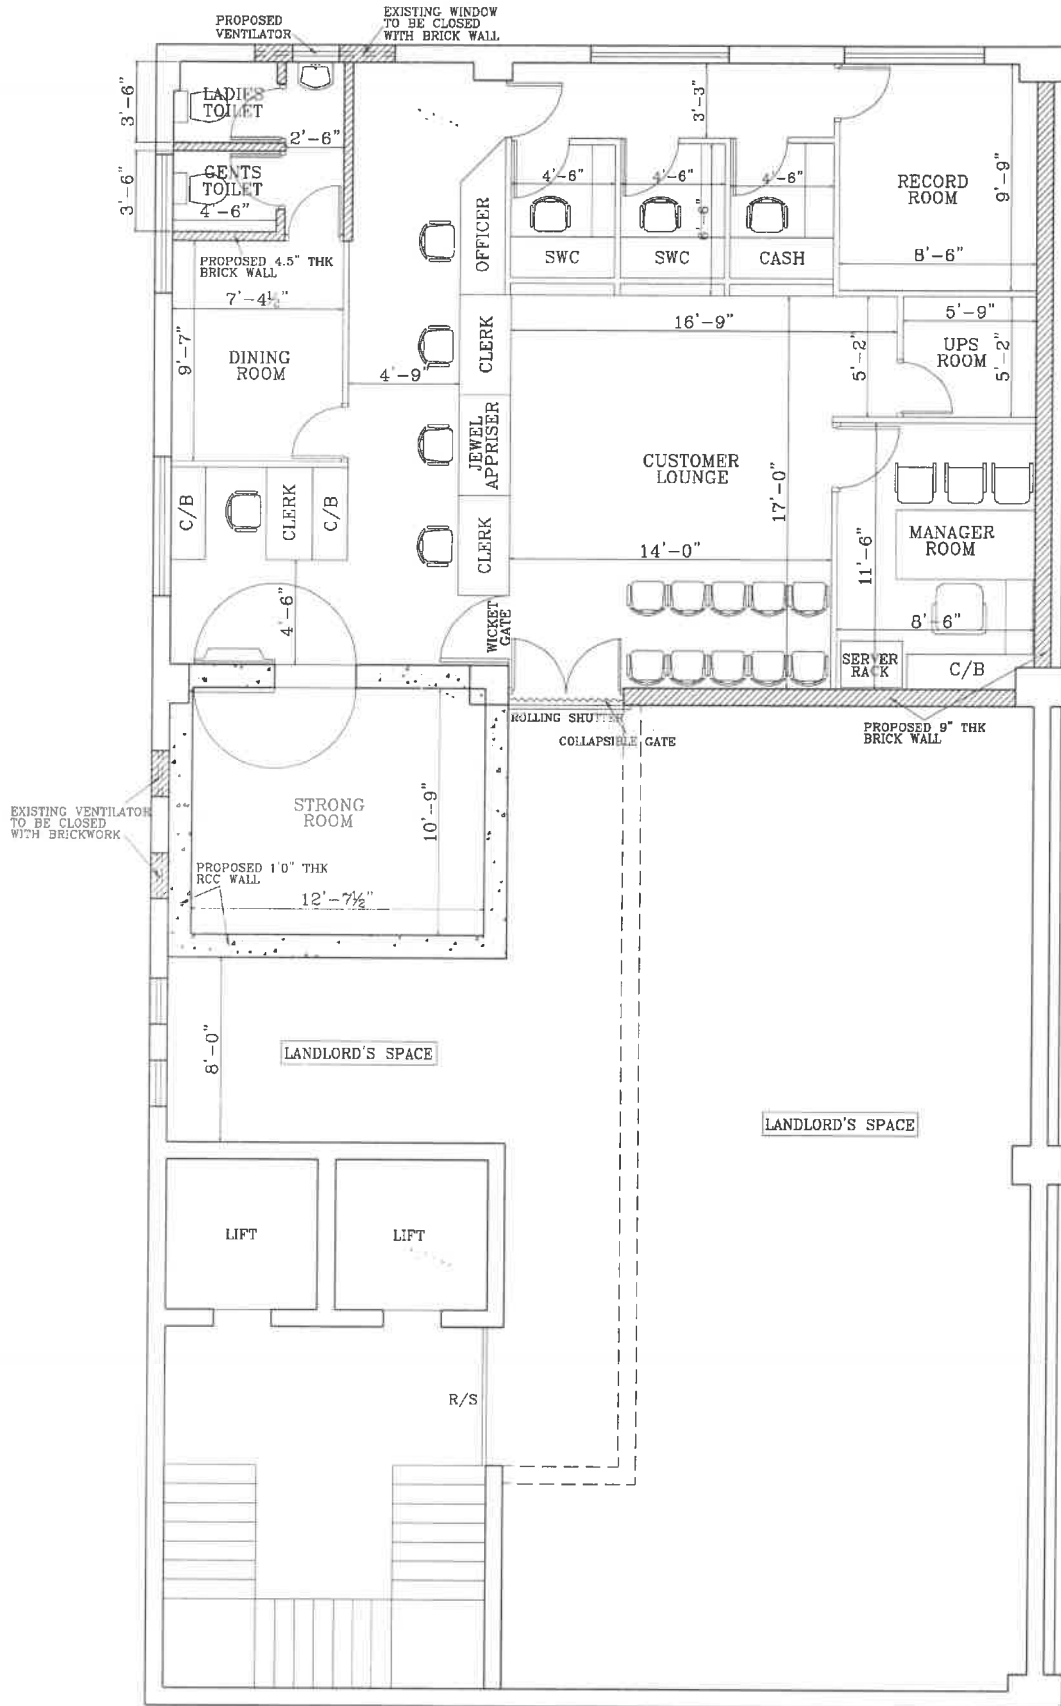 PROPOSED
VENTILATOR
EXISTING WINDOW
TO BE CLOSED
WITH BRICK WALL
3'-6"
LADIES
TOILET
2'-6"
3'-6"
GENTS
TOILET
4'-6"
PROPOSED 4.5" THK
BRICK WALL
7'-4½"
9'-7"
DINING
ROOM
4'-9"
OFFICER
CLERK
JEWEL
APPRISER
CLERK
3'-3"
4'-6"
4'-6"
4'-6"
6'-6"
SWC
SWC
CASH
RECORD
ROOM
9'-9"
8'-6"
16'-9"
5'-9"
5'-2"
UPS
ROOM
5'-2"
CUSTOMER
LOUNGE
17'-0"
14'-0"
11'-6"
MANAGER
ROOM
8'-6"
SERVER
RACK
C/B
C/B
CLERK
C/B
4'-6"
WICKET
GATE
ROLLING SHUTTER
COLLAPSIBLE GATE
PROPOSED 9" THK
BRICK WALL
EXISTING VENTILATOR
TO BE CLOSED
WITH BRICKWORK
STRONG
ROOM
10'-9"
PROPOSED 1'0" THK
RCC WALL
12'-7½"
8'-0"
LANDLORD'S SPACE
LANDLORD'S SPACE
LIFT
LIFT
R/S